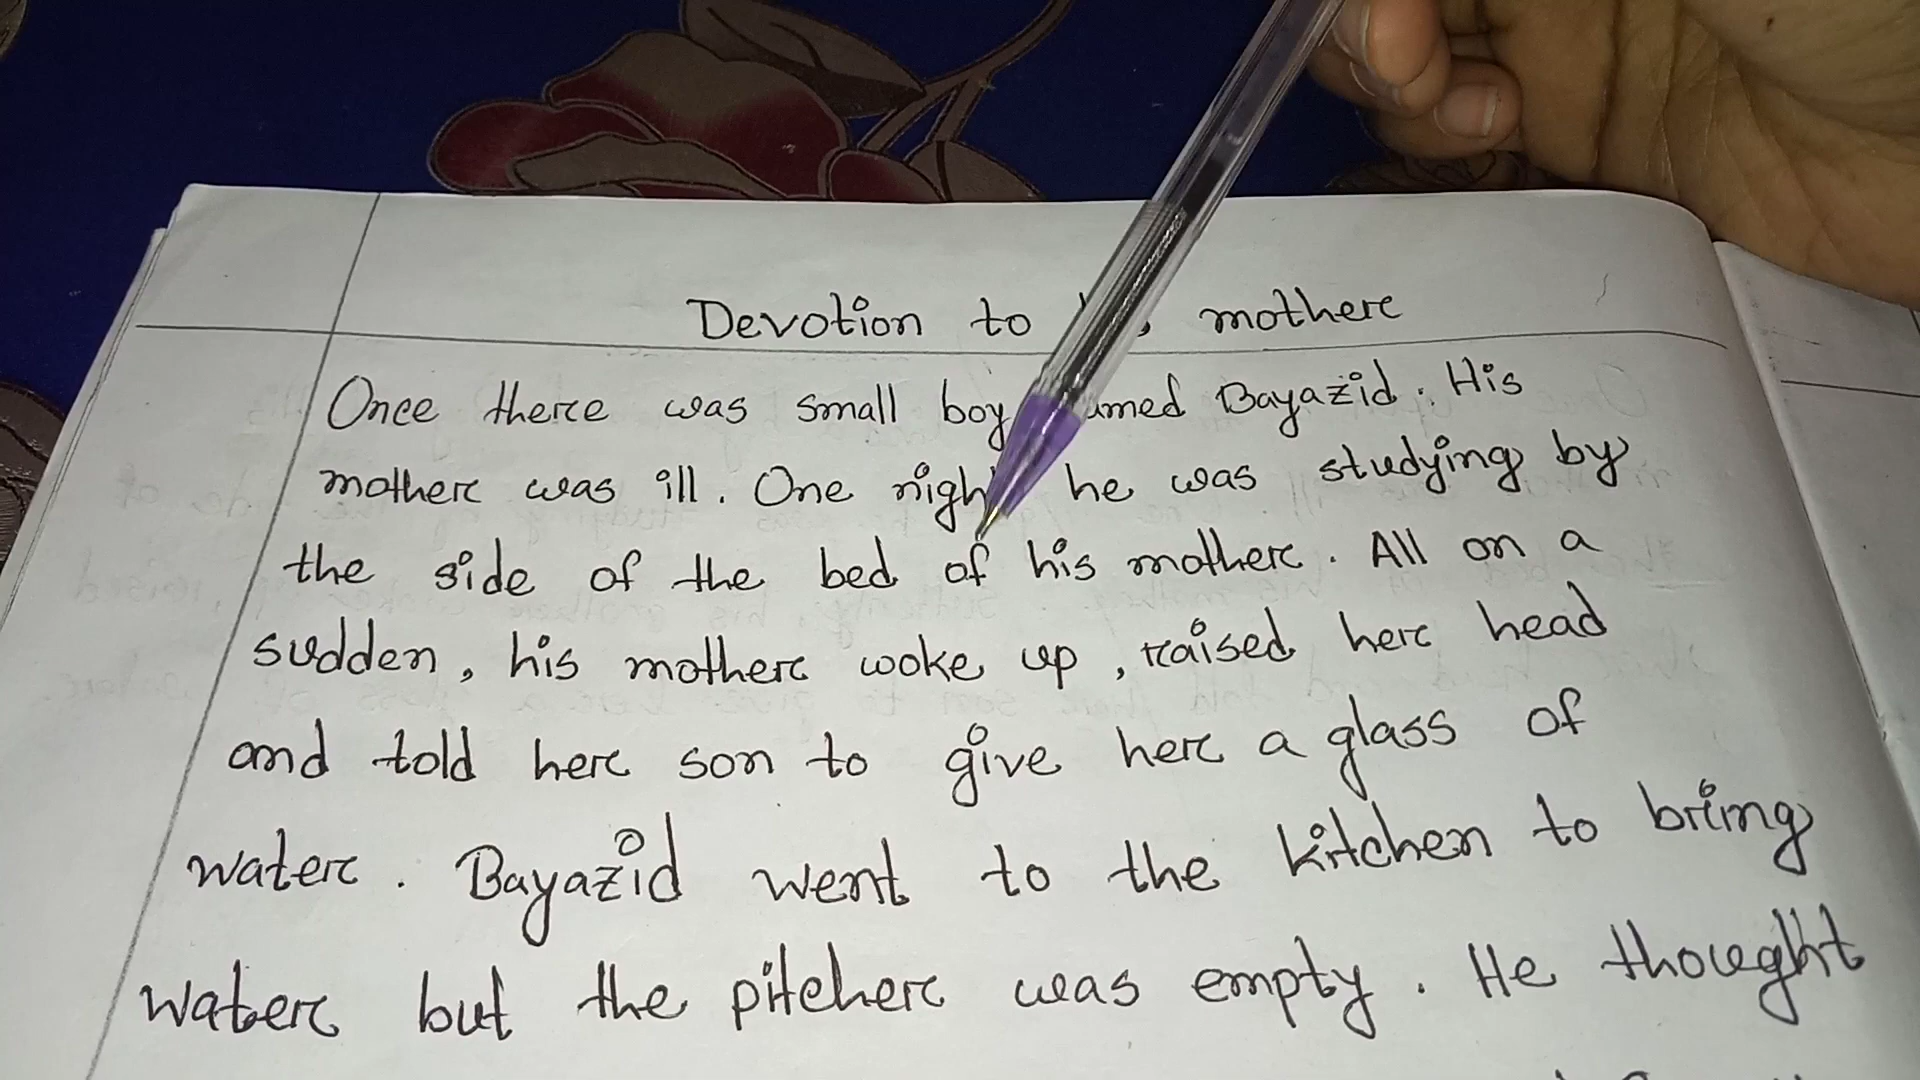 Devotion to mother
Once there was small boy named Bayazid. His
mother was ill. One night he was studying by
the side of the bed of his mother. All on a
sudden, his mother woke up, raised her head
and told her son to give her a glass of
water. Bayazid went to the kitchen to bring
water but the pitcher was empty. He thought